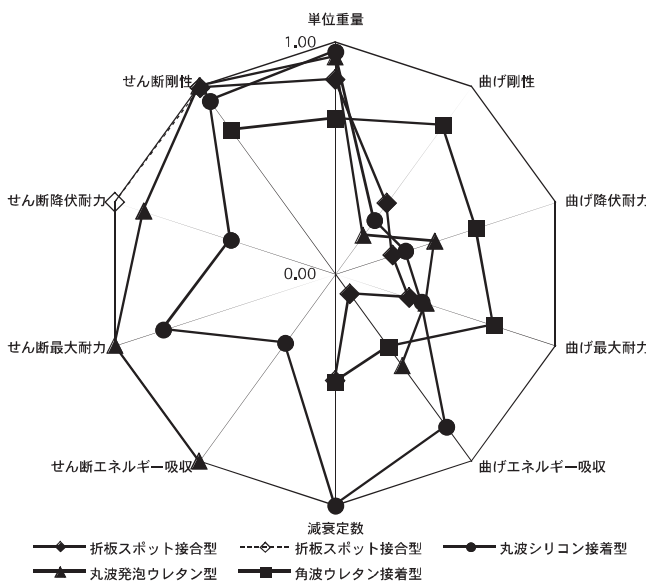 単位重量
1.00
せん断剛性
曲げ剛性
せん断降伏耐力
曲げ降伏耐力
0.00
せん断最大耐力
曲げ最大耐力
せん断エネルギー吸収
曲げエネルギー吸収
減衰定数
折板スポット接合型
折板スポット接合型
丸波シリコン接着型
丸波発泡ウレタン型
角波ウレタン接着型